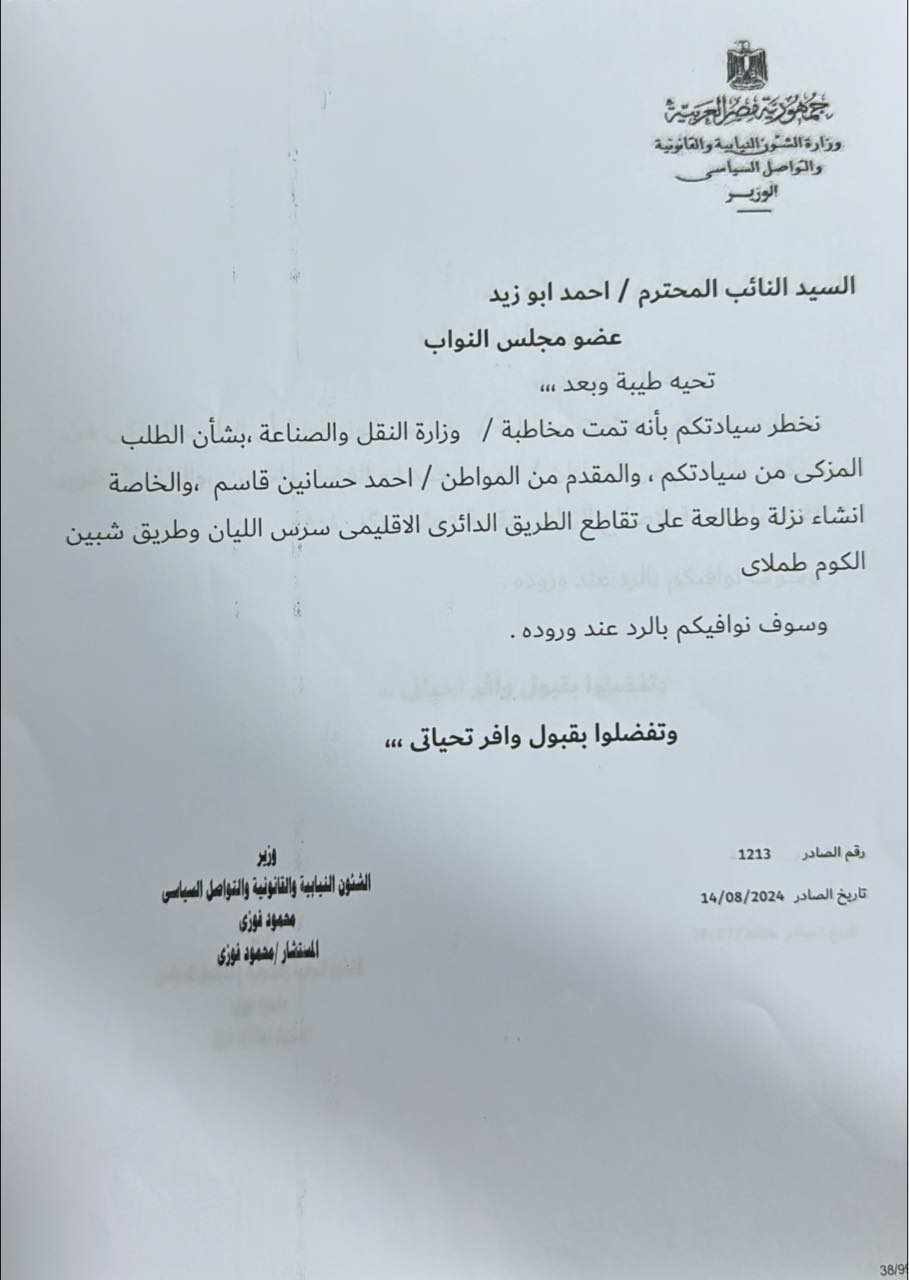 جمهورية مصر العربية
وزارة الشئون النيابية والقانونية
والتواصل السياسى
الوزير
السيد النائب المحترم / احمد ابو زيد
عضو مجلس النواب
تحيه طيبة وبعد ,,,
نخطر سيادتكم بأنه تمت مخاطبة / وزارة النقل والصناعة ،بشأن الطلب
المزكى من سيادتكم ، والمقدم من المواطن / احمد حسانين قاسم ،والخاصة
انشاء نزلة وطالعة على تقاطع الطريق الدائرى الاقليمى سرس الليان وطريق شبين
الكوم طملاى
وسوف نوافيكم بالرد عند وروده .
وتفضلوا بقبول وافر تحياتى ,,,
رقم الصادر 1213
تاريخ الصادر 14/08/2024
وزير
الشئون النيابية والقانونية والتواصل السياسى
محمود فوزى
المستشار /محمود فوزى